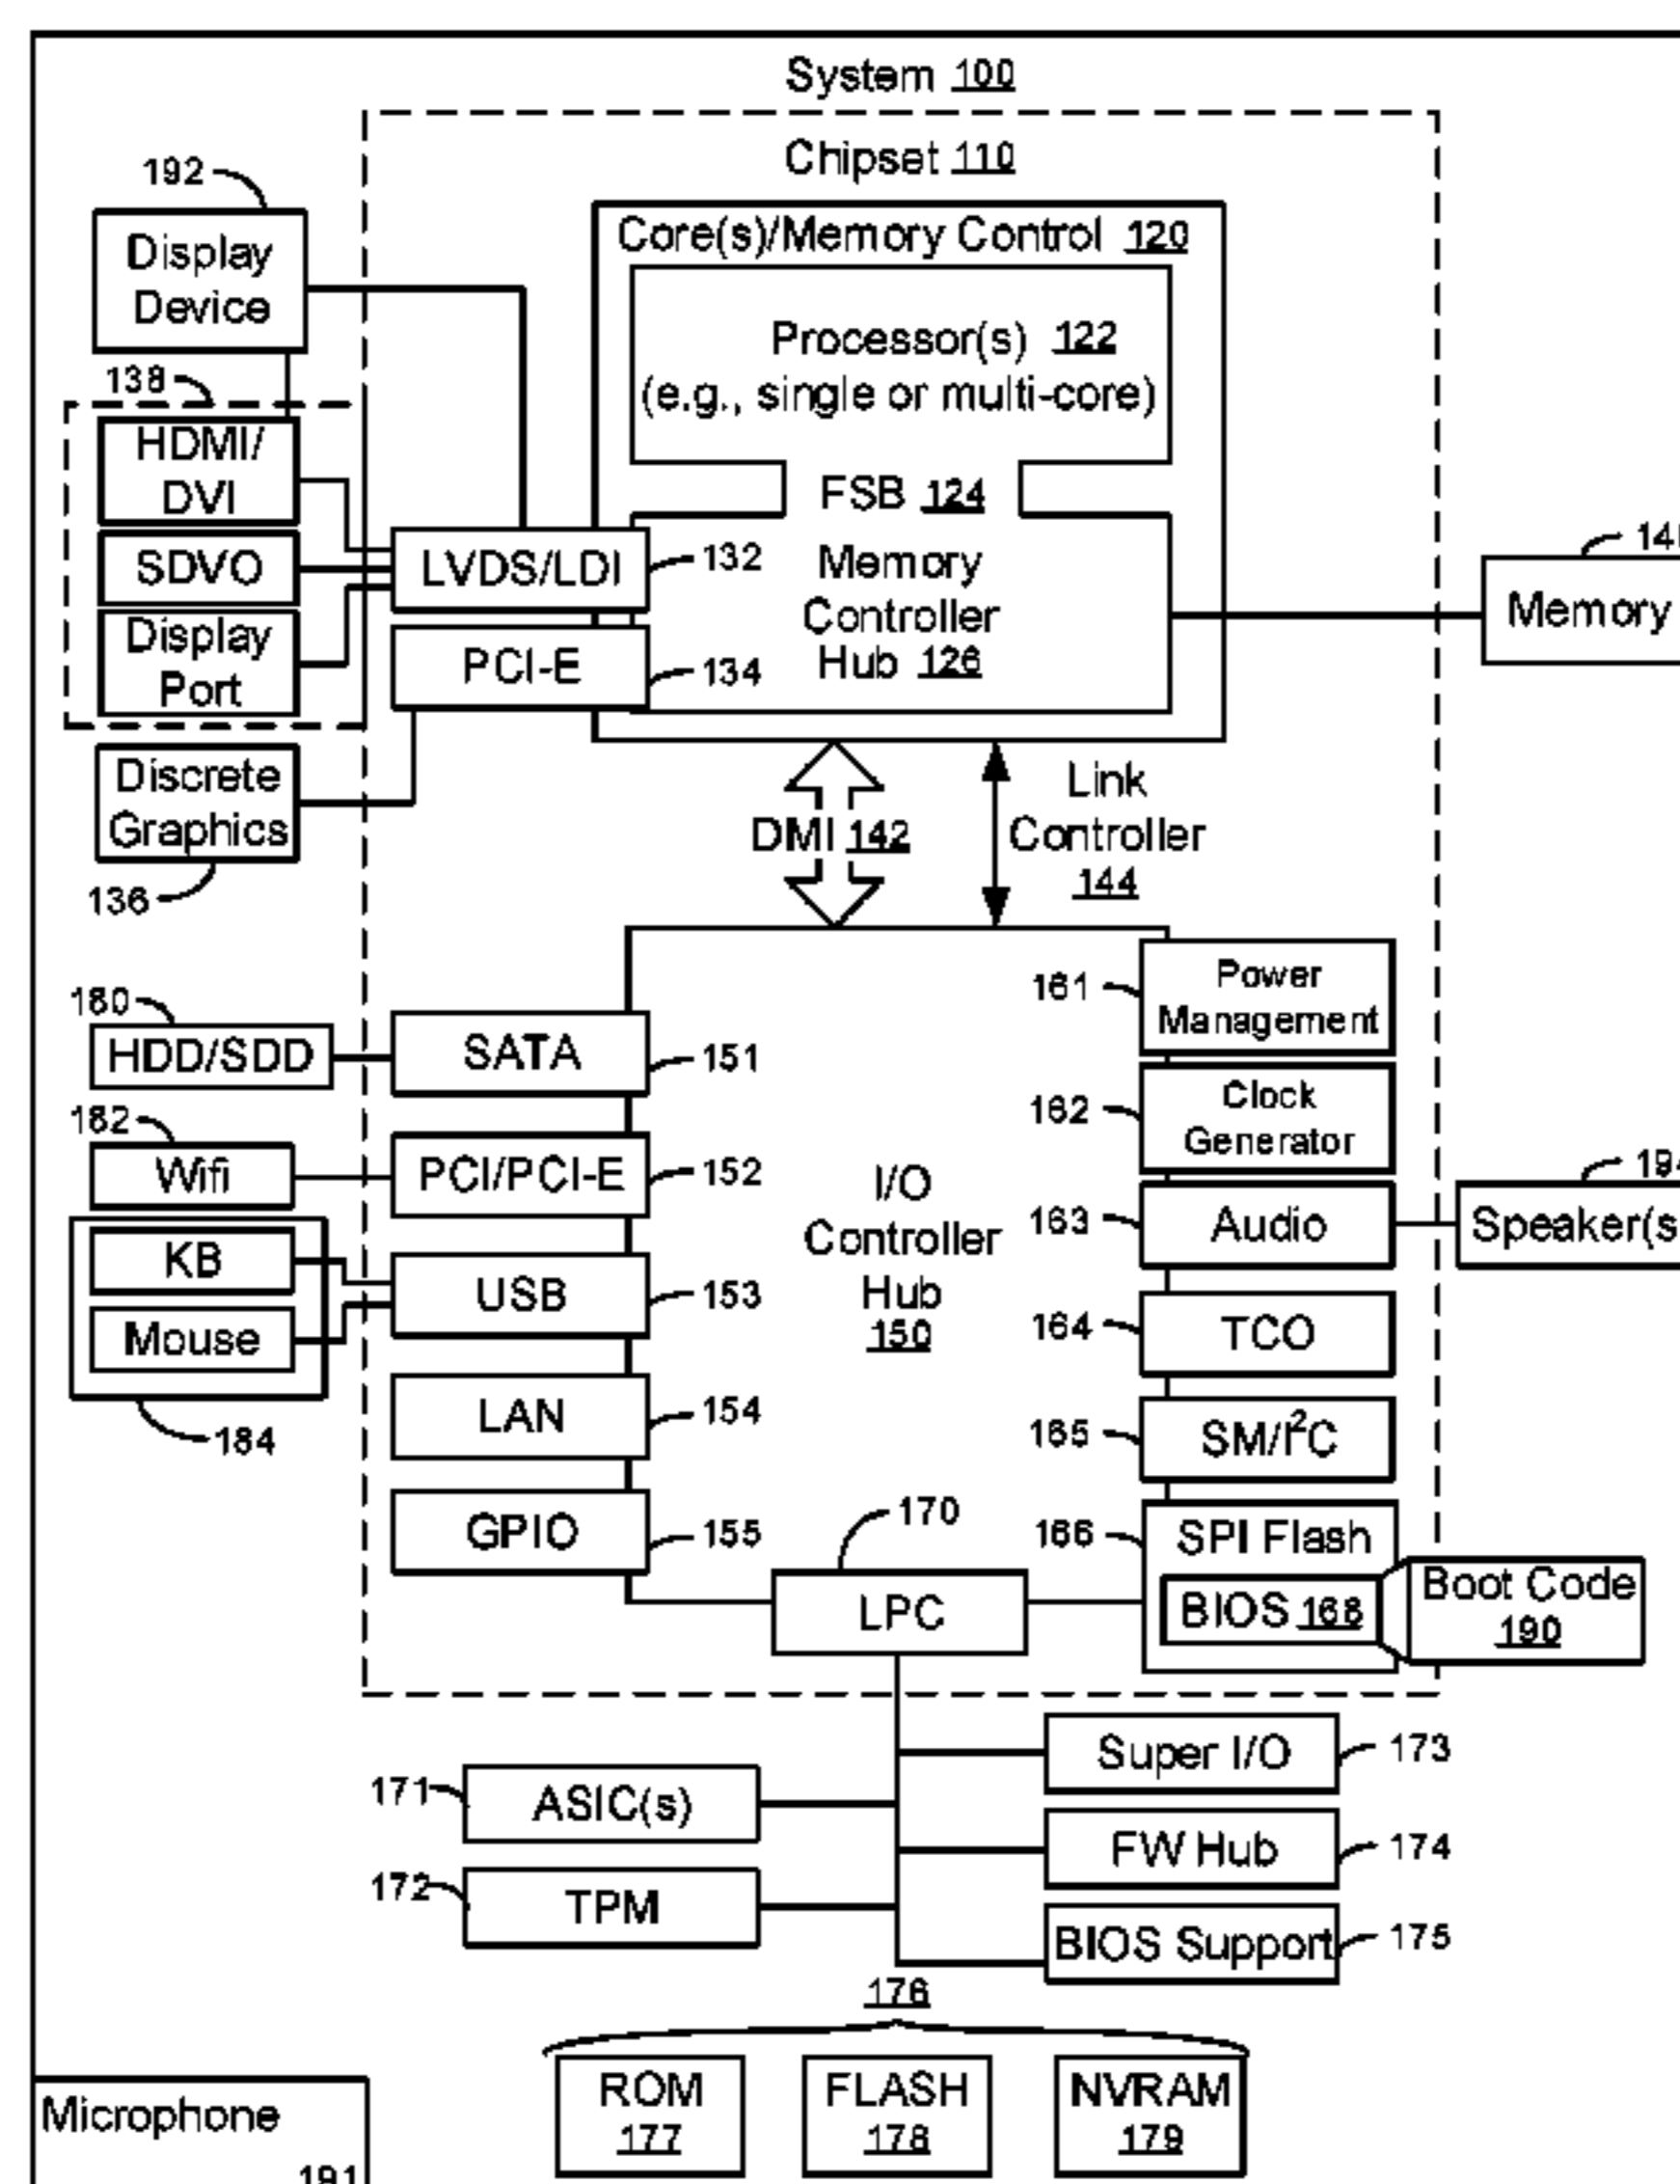 System 100
Chipset 110
192
Display
Device
Core(s)/Memory Control 120
Processor(s) 122
(e.g., single or multi-core)
138
HDMI/
DVI
SDVO
Display
Port
FSB 124
LVDS/LDI
132
PCI-E
134
Memory
Controller
Hub 126
Memory
Discrete
Graphics
136
DMI 142
Link
Controller
144
180
HDD/SDD
SATA
151
182
Wifi
PCI/PCI-E
152
KB
Mouse
184
USB
153
LAN
154
GPIO
155
I/O
Controller
Hub
150
161
Power
Management
162
Clock
Generator
163
Audio
Speaker(s
164
TCO
165
SM/I²C
166
SPI Flash
BIOS 168
Boot Code
190
170
LPC
171
ASIC(s)
172
TPM
Super I/O
173
FW Hub
174
BIOS Support
175
176
ROM
177
FLASH
178
NVRAM
179
Microphone
191